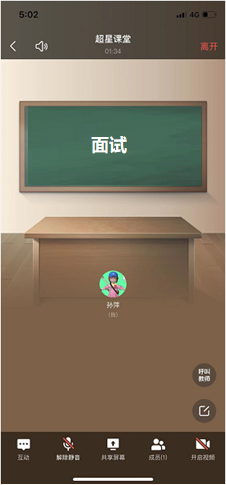 5:02
4G
超星课堂
01:34
离开
面试
孙萍
(我)
呼叫
教师
互动
解除静音
共享屏幕
成员(1)
开启视频